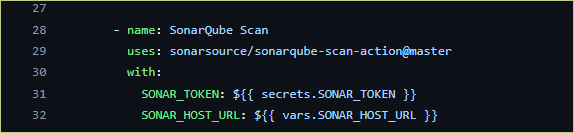 27
28 - name: SonarQube Scan
29 uses: sonarsource/sonarqube-scan-action@master
30 with:
31 SONAR_TOKEN: ${{ secrets.SONAR_TOKEN }}
32 SONAR_HOST_URL: ${{ vars.SONAR_HOST_URL }}